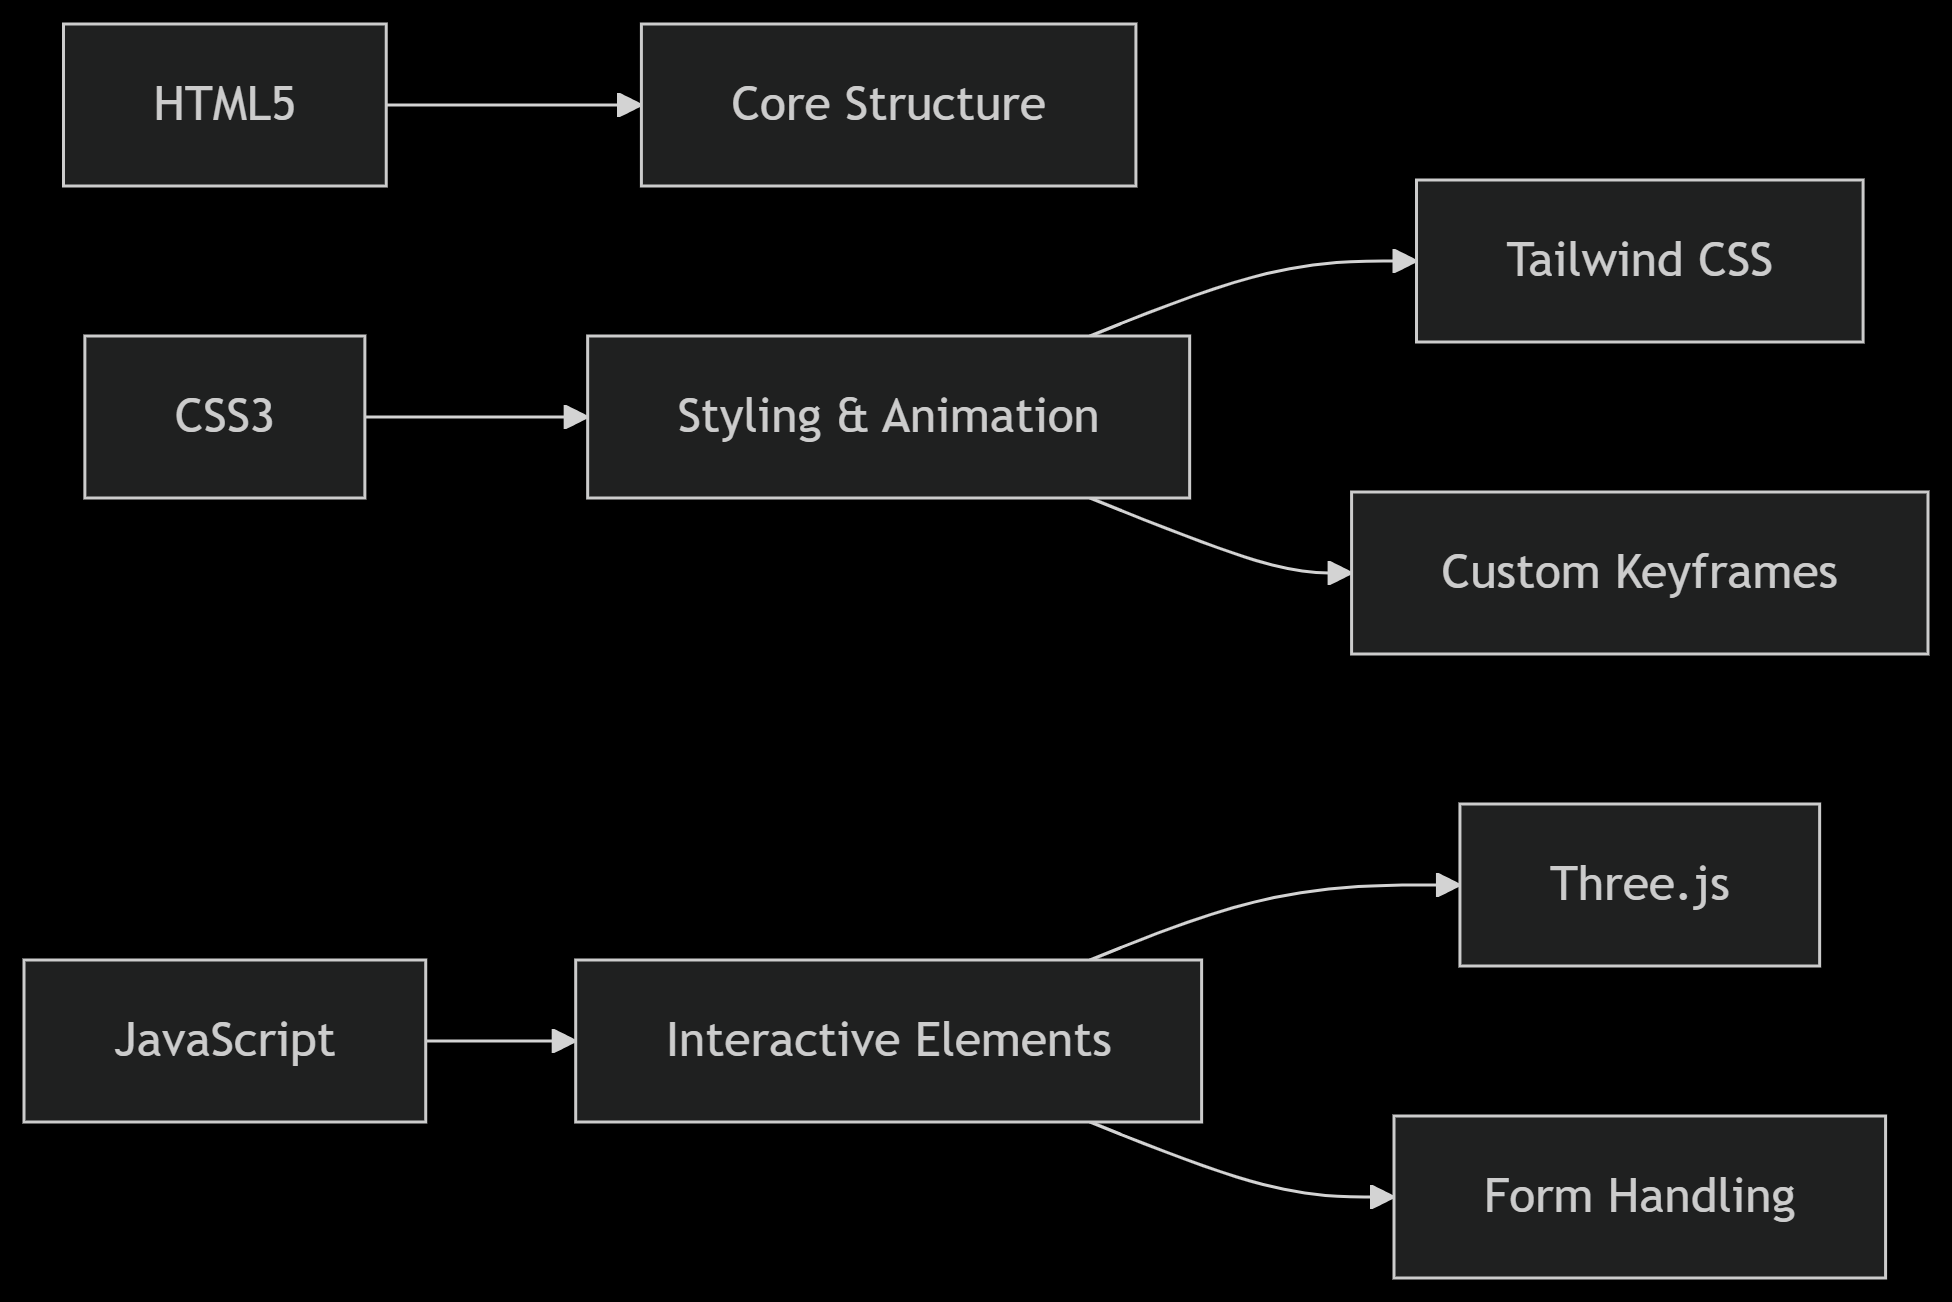 HTML5
Core Structure
CSS3
Styling & Animation
Tailwind CSS
Custom Keyframes
JavaScript
Interactive Elements
Three.js
Form Handling